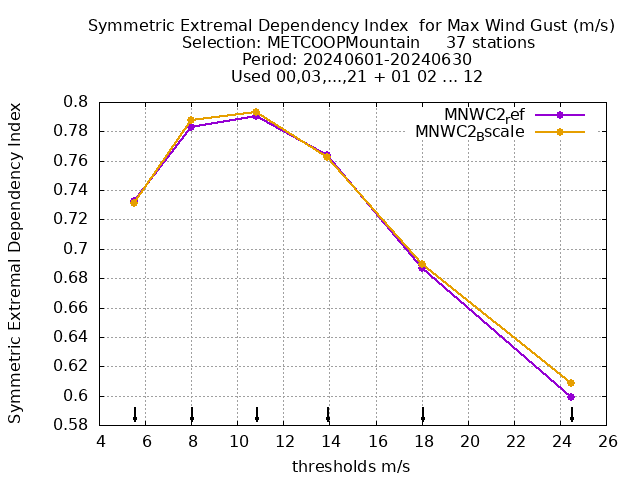 Symmetric Extremal Dependency Index  for Max Wind Gust (m/s)
Selection: METCOOPMountain     37 stations
Period: 20240601-20240630
Used 00,03,...,21 + 01 02 ... 12
Symmetric Extremal Dependency Index
0.8
0.78
0.76
0.74
0.72
0.7
0.68
0.66
0.64
0.62
0.6
0.58
MNWC2ref
MNWC2Bscale
4 6 8 10 12 14 16 18 20 22 24 26
thresholds m/s